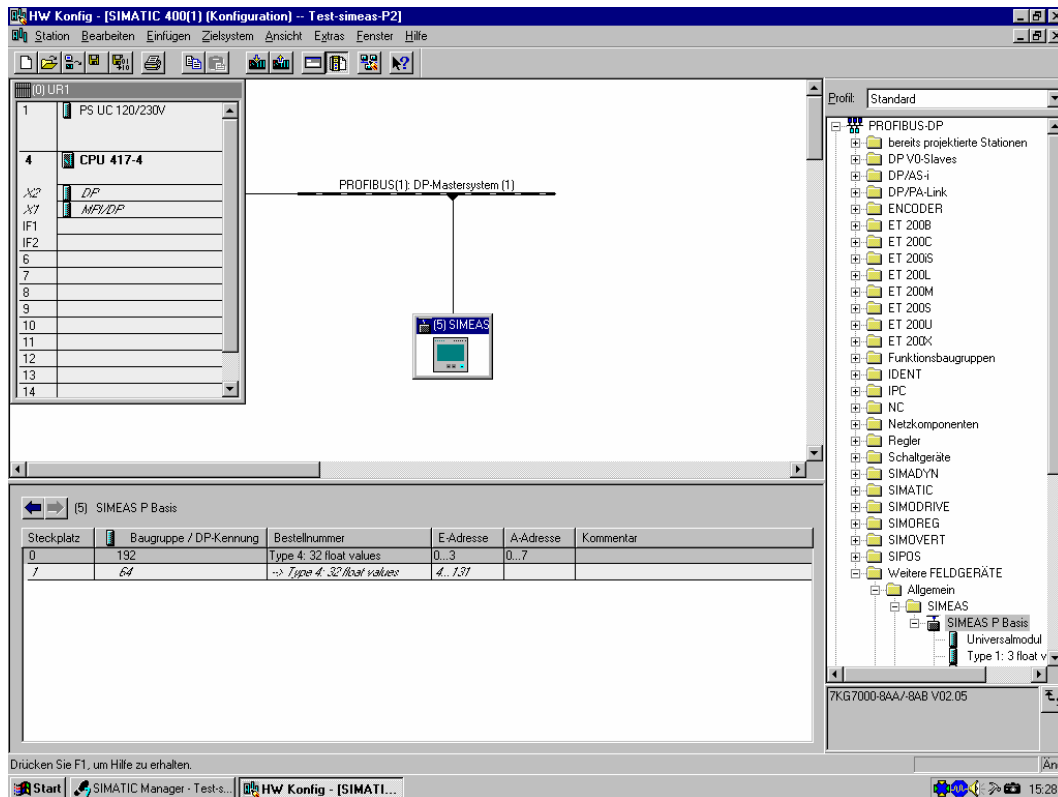 HW Konfig - [SIMATIC 400(1) (Konfiguration) -- Test-simeas-P2]
Station Bearbeiten Einfügen Zielsystem Ansicht Extras Fenster Hilfe
(0) UR1
1 PS UC 120/230V
4 CPU 417-4
X2 DP
X1 MPI/DP
IF1
IF2
6
7
8
9
10
11
12
13
14
PROFIBUS(1): DP-Mastersystem (1)
(5) SIMEAS
Profil: Standard
PROFIBUS-DP
bereits projektierte Stationen
DP V0-Slaves
DP/AS-i
DP/PA-Link
ENCODER
ET 200B
ET 200C
ET 200iS
ET 200L
ET 200M
ET 200S
ET 200U
ET 200X
Funktionsbaugruppen
IDENT
IPC
NC
Netzkomponenten
Regler
Schaltgeräte
SIMADYN
SIMATIC
SIMODRIVE
SIMOREG
SIMOVERT
SIPOS
Weitere FELDGERÄTE
Allgemein
SIMEAS
SIMEAS P Basis
Universalmodul
Type 1: 3 float v
7KG7000-8AA/-8AB V02.05
(5) SIMEAS P Basis
Steckplatz Baugruppe / DP-Kennung Bestellnummer E-Adresse A-Adresse Kommentar
0 192 Type 4: 32 float values 0...3 0...7
1 64 --> Type 4: 32 float values 4...131
Drücken Sie F1, um Hilfe zu erhalten.
Än
Start SIMATIC Manager - Test-s... HW Konfig - [SIMATI... 15:28